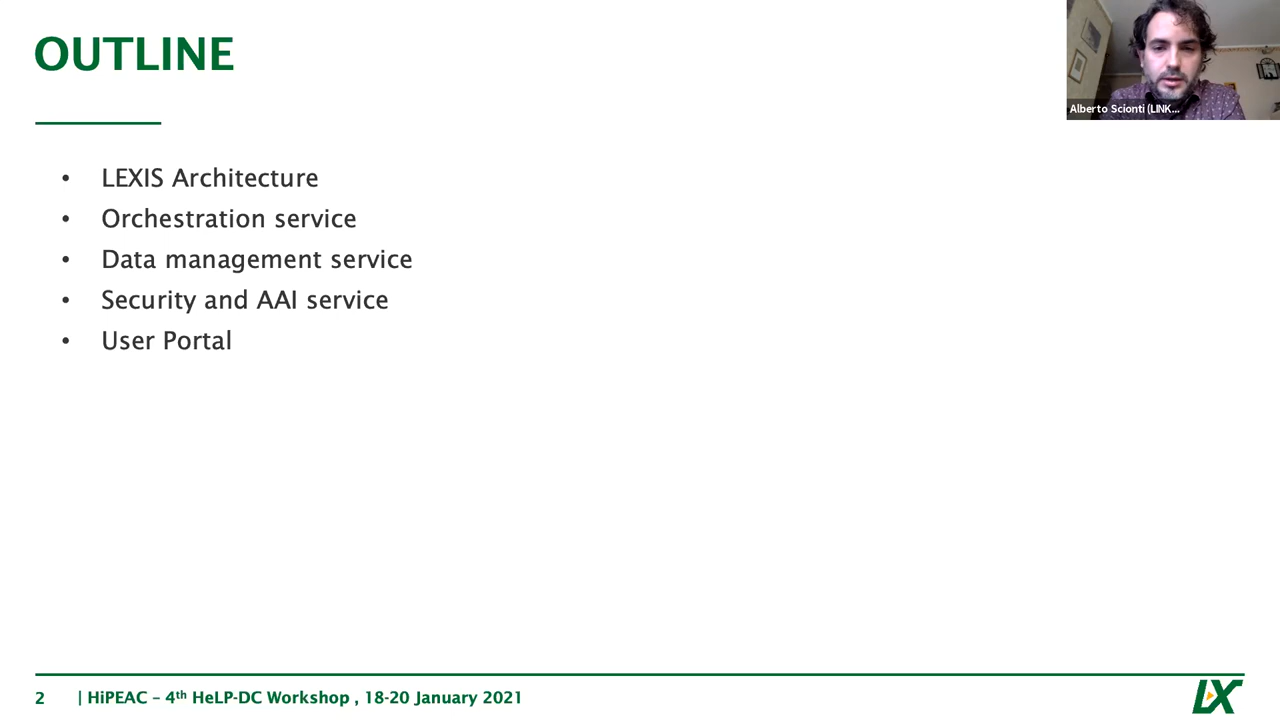 OUTLINE
Alberto Scionti (LINK...
• LEXIS Architecture
• Orchestration service
• Data management service
• Security and AAI service
• User Portal
2 | HiPEAC – 4th HeLP-DC Workshop , 18-20 January 2021
LX